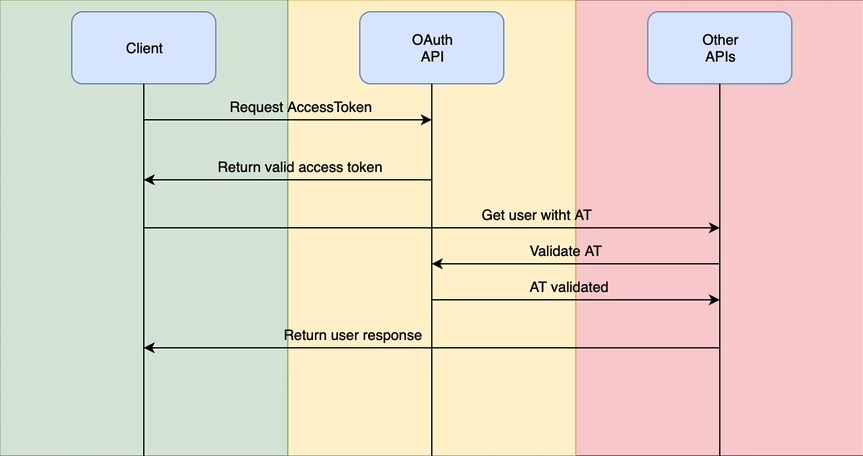 Client
OAuth
API
Other
APIs
Request AccessToken
Return valid access token
Get user witht AT
Validate AT
AT validated
Return user response